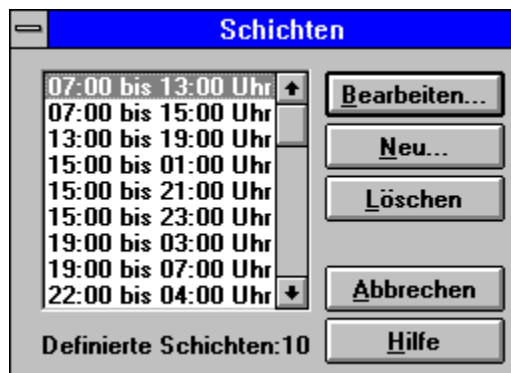 Schichten
07:00 bis 13:00 Uhr
07:00 bis 15:00 Uhr
13:00 bis 19:00 Uhr
15:00 bis 01:00 Uhr
15:00 bis 21:00 Uhr
15:00 bis 23:00 Uhr
19:00 bis 03:00 Uhr
19:00 bis 07:00 Uhr
22:00 bis 04:00 Uhr
Definierte Schichten:10
Bearbeiten...
Neu...
Löschen
Abbrechen
Hilfe